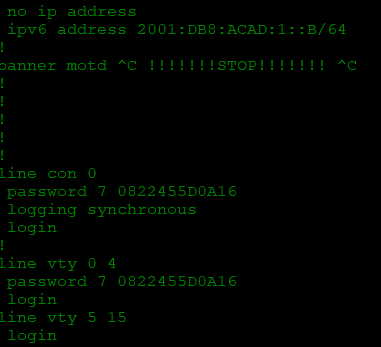 no ip address
ipv6 address 2001:DB8:ACAD:1::B/64
!
banner motd ^C !!!!!!!STOP!!!!!!! ^C
!
!
!
!
!
line con 0
password 7 0822455D0A16
logging synchronous
login
!
line vty 0 4
password 7 0822455D0A16
login
line vty 5 15
login